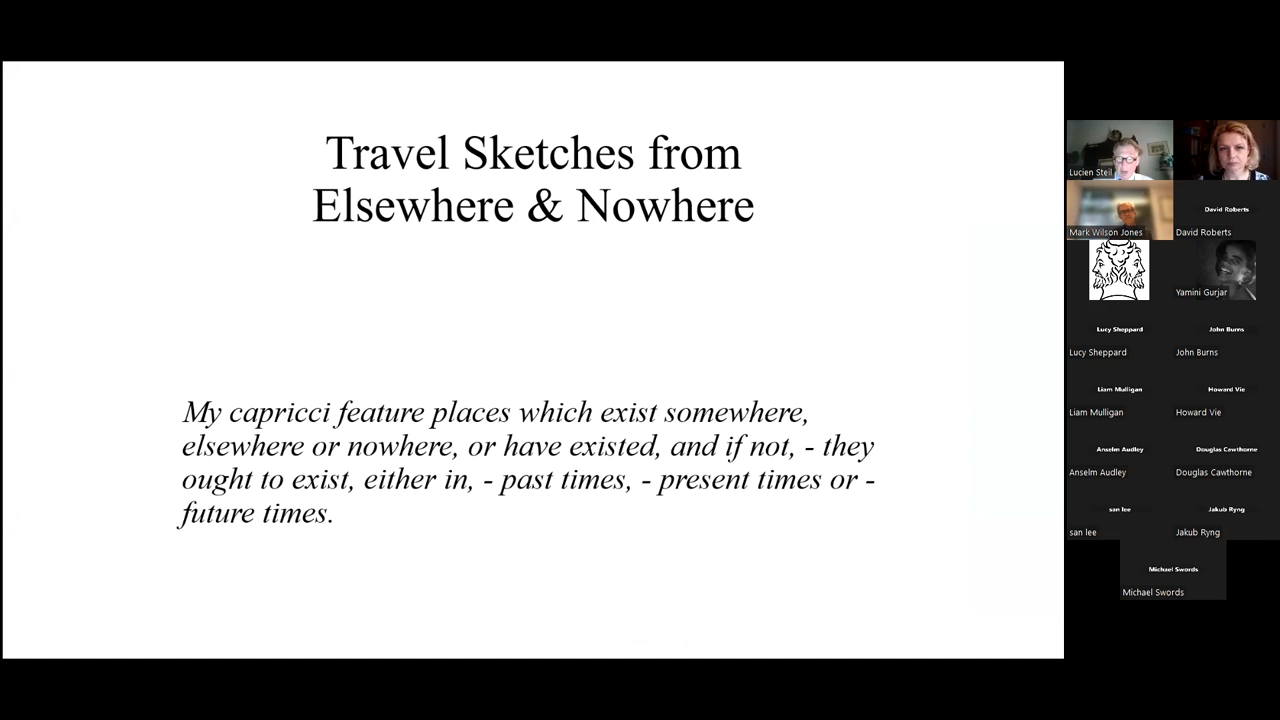 Travel Sketches from
Elsewhere & Nowhere
My capricci feature places which exist somewhere,
elsewhere or nowhere, or have existed, and if not, - they
ought to exist, either in, - past times, - present times or -
future times.
Lucien Steil
Mark Wilson Jones
David Roberts
David Roberts
Yamini Gurjar
Lucy Sheppard
Lucy Sheppard
John Burns
John Burns
Liam Mulligan
Liam Mulligan
Howard Vie
Howard Vie
Anselm Audley
Anselm Audley
Douglas Cawthorne
Douglas Cawthorne
san lee
san lee
Jakub Ryng
Jakub Ryng
Michael Swords
Michael Swords